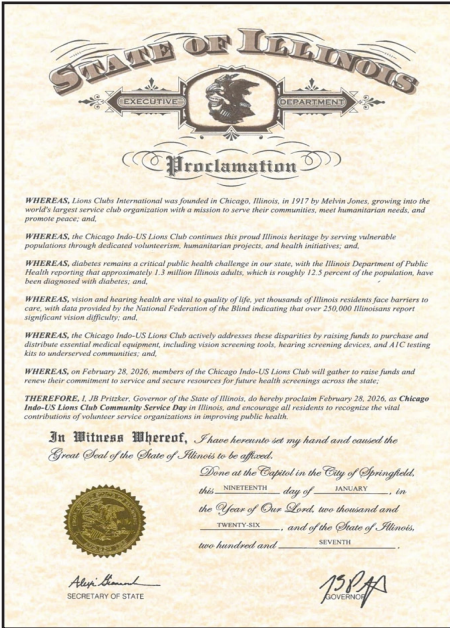 STATE OF ILLINOIS
EXECUTIVE DEPARTMENT
Proclamation
WHEREAS, Lions Clubs International was founded in Chicago, Illinois, in 1917 by Melvin Jones, growing into the
world's largest service club organization with a mission to serve their communities, meet humanitarian needs, and
promote peace; and,
WHEREAS, the Chicago Indo-US Lions Club continues this proud Illinois heritage by serving vulnerable
populations through dedicated volunteerism, humanitarian projects, and health initiatives; and,
WHEREAS, diabetes remains a critical public health challenge in our state, with the Illinois Department of Public
Health reporting that approximately 1.3 million Illinois adults, which is roughly 12.5 percent of the population, have
been diagnosed with diabetes; and,
WHEREAS, vision and hearing health are vital to quality of life, yet thousands of Illinois residents face barriers to
care, with data provided by the National Federation of the Blind indicating that over 250,000 Illinoisans report
significant vision difficulty; and,
WHEREAS, the Chicago Indo-US Lions Club actively addresses these disparities by raising funds to purchase and
distribute essential medical equipment, including vision screening tools, hearing screening devices, and A1C testing
kits to underserved communities; and,
WHEREAS, on February 28, 2026, members of the Chicago Indo-US Lions Club will gather to raise funds and
renew their commitment to service and secure resources for future health screenings across the state;
THEREFORE, I, JB Pritzker, Governor of the State of Illinois, do hereby proclaim February 28, 2026, as Chicago
Indo-US Lions Club Community Service Day in Illinois, and encourage all residents to recognize the vital
contributions of volunteer service organizations in improving public health.
In Witness Whereof, I have hereunto set my hand and caused the
Great Seal of the State of Illinois to be affixed.
Done at the Capitol in the City of Springfield,
this NINETEENTH day of JANUARY, in
the Year of Our Lord, two thousand and
TWENTY-SIX, and of the State of Illinois,
two hundred and SEVENTH.
SECRETARY OF STATE
GOVERNOR